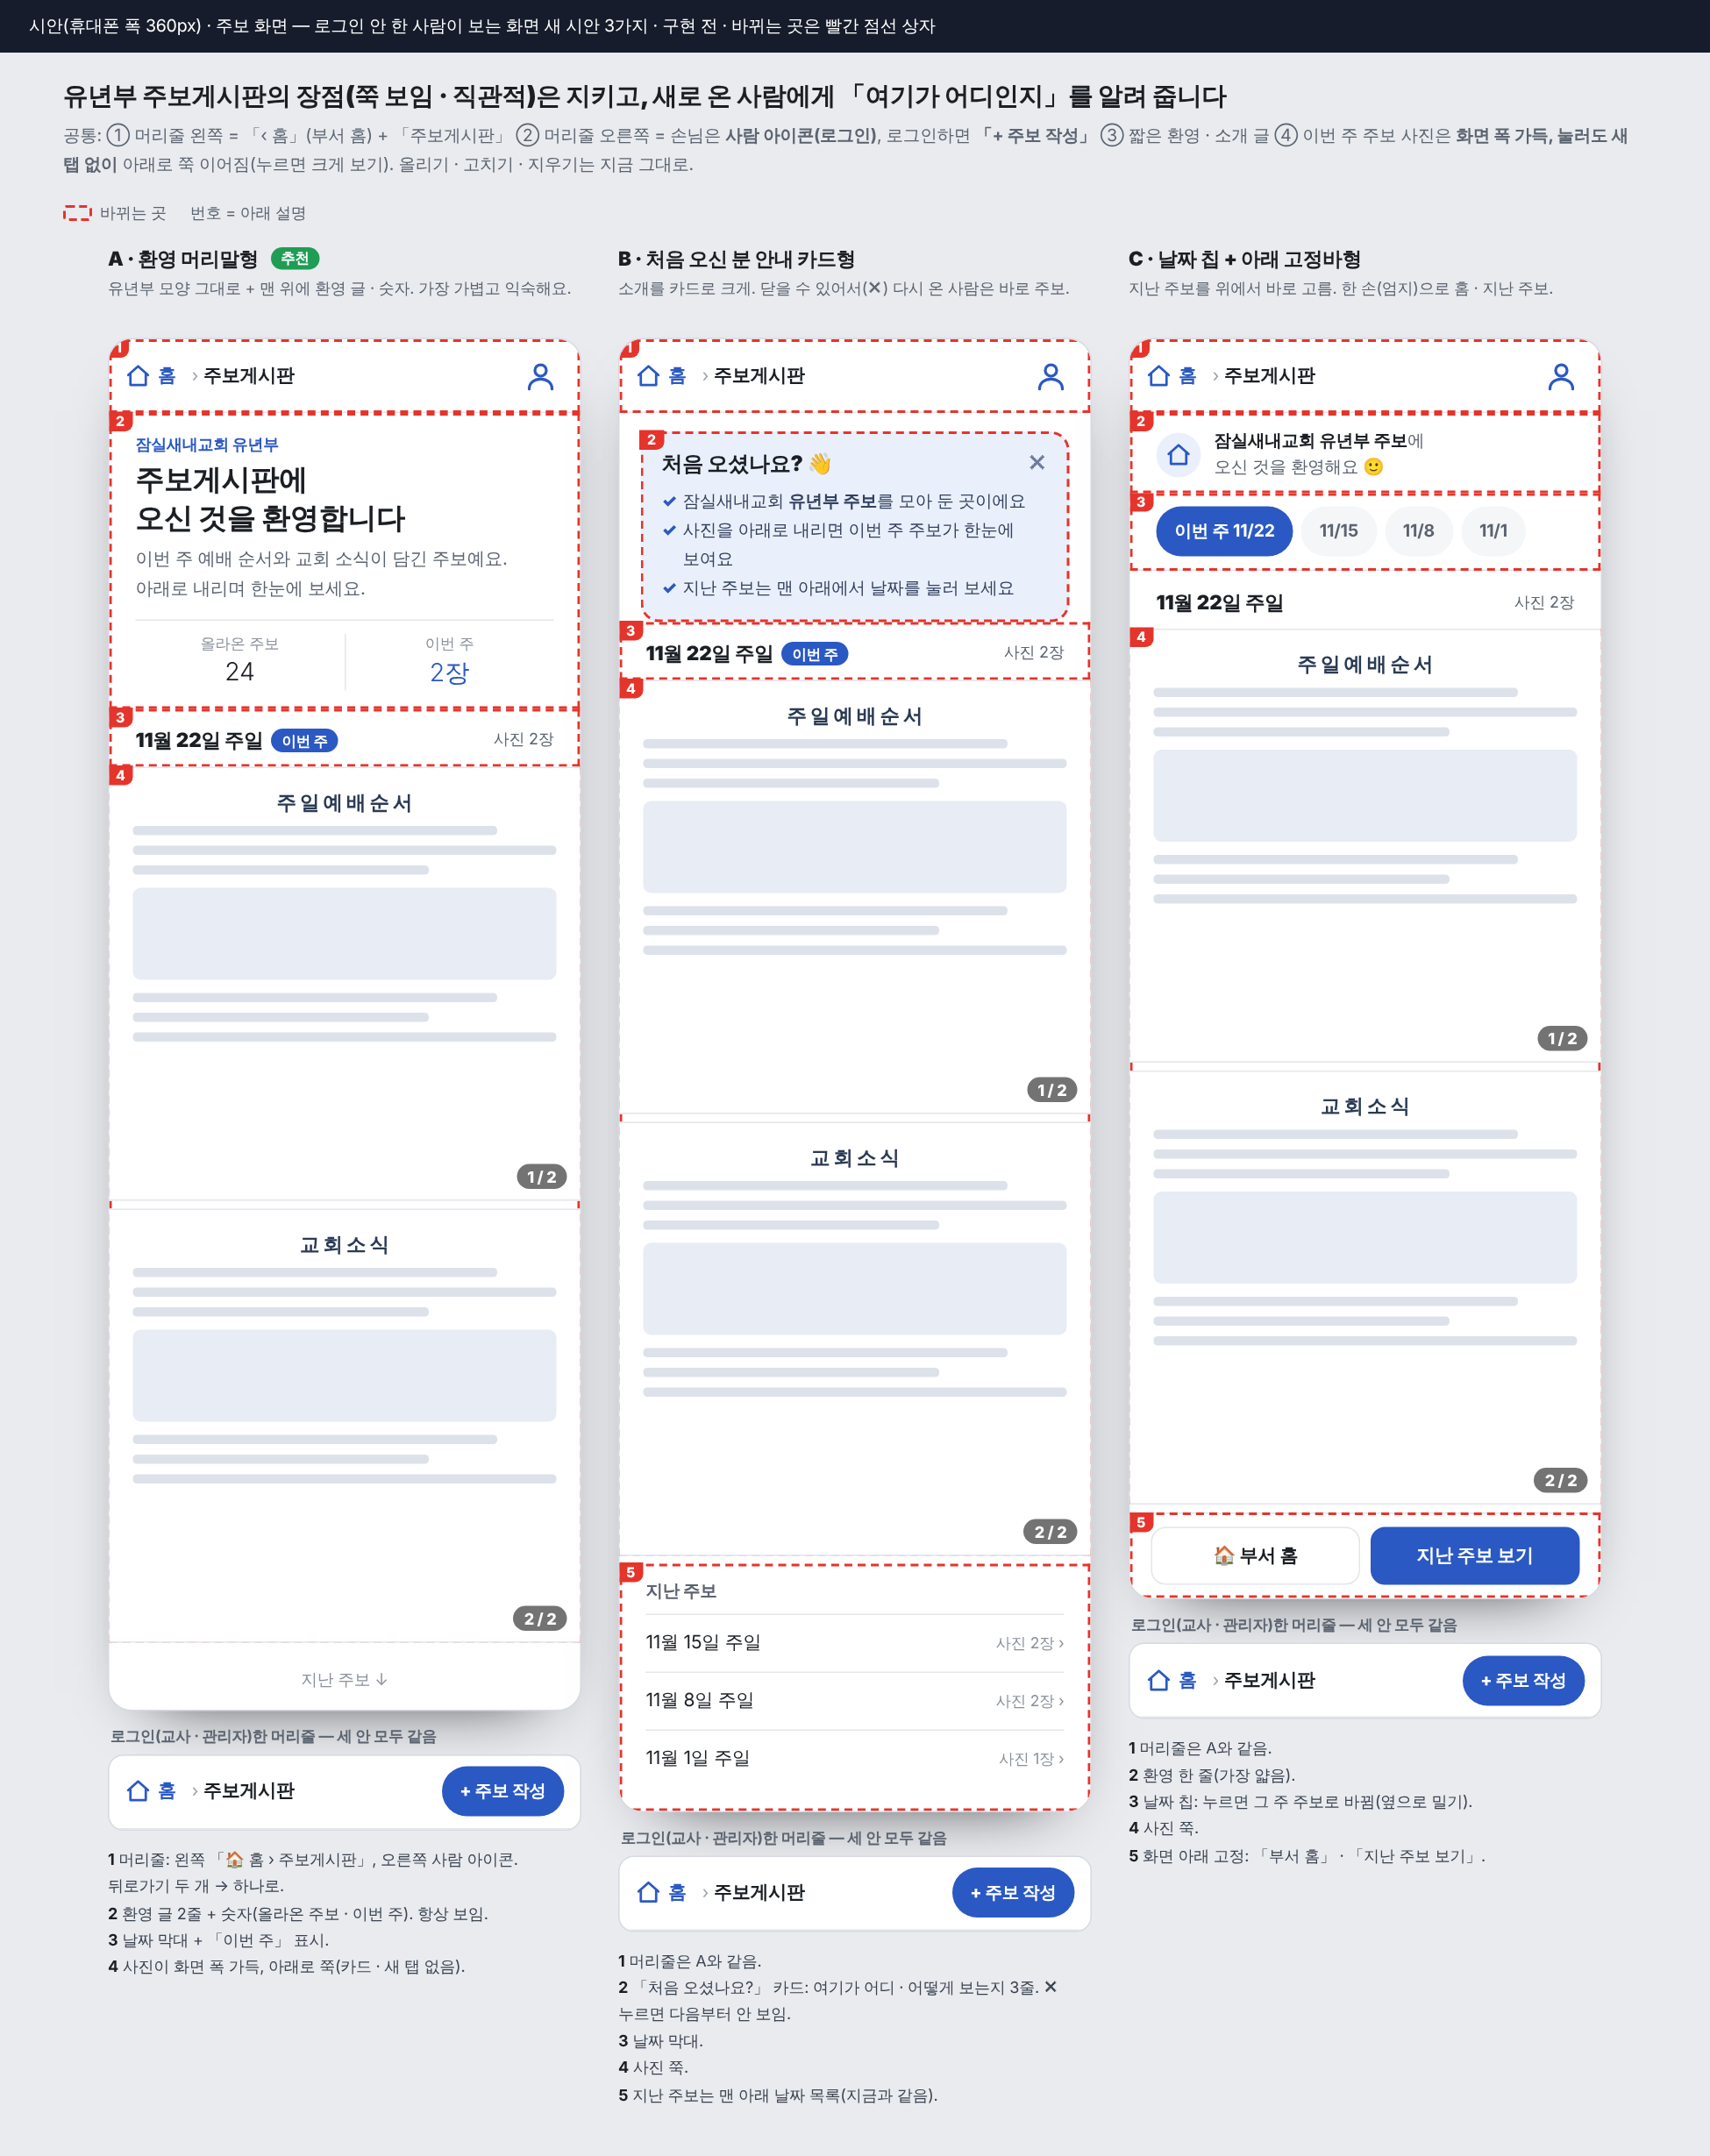 시안(휴대폰 폭 360px) · 주보 화면 — 로그인 안 한 사람이 보는 화면 새 시안 3가지 · 구현 전 · 바뀌는 곳은 빨간 점선 상자
유년부 주보게시판의 장점(쭉 보임 · 직관적)은 지키고, 새로 온 사람에게 「여기가 어디인지」를 알려 줍니다
공통: ① 머리줄 왼쪽 = 「‹ 홈」(부서 홈) + 「주보게시판」 ② 머리줄 오른쪽 = 손님은 사람 아이콘(로그인), 로그인하면 「+ 주보 작성」 ③ 짧은 환영 · 소개 글 ④ 이번 주 주보 사진은 화면 폭 가득, 눌러도 새
탭 없이 아래로 쭉 이어짐(누르면 크게 보기). 올리기 · 고치기 · 지우기는 지금 그대로.
바뀌는 곳 번호 = 아래 설명
A · 환영 머리말형 추천
유년부 모양 그대로 + 맨 위에 환영 글 · 숫자. 가장 가볍고 익숙해요.
1
홈 › 주보게시판
2
잠실새내교회 유년부
주보게시판에
오신 것을 환영합니다
이번 주 예배 순서와 교회 소식이 담긴 주보예요.
아래로 내리며 한눈에 보세요.
올라온 주보 이번 주
24 2장
3
11월 22일 주일 이번 주 사진 2장
4
주일예배순서
1 / 2
교회소식
2 / 2
지난 주보 ↓
로그인(교사 · 관리자)한 머리줄 — 세 안 모두 같음
홈 › 주보게시판 + 주보 작성
1 머리줄: 왼쪽 「🏠 홈 › 주보게시판」, 오른쪽 사람 아이콘.
뒤로가기 두 개 → 하나로.
2 환영 글 2줄 + 숫자(올라온 주보 · 이번 주). 항상 보임.
3 날짜 막대 + 「이번 주」 표시.
4 사진이 화면 폭 가득, 아래로 쭉(카드 · 새 탭 없음).
B · 처음 오신 분 안내 카드형
소개를 카드로 크게. 닫을 수 있어서(✕) 다시 온 사람은 바로 주보.
1
홈 › 주보게시판
2
처음 오셨나요? 👋 ✕
✔ 잠실새내교회 유년부 주보를 모아 둔 곳이에요
✔ 사진을 아래로 내리면 이번 주 주보가 한눈에
보여요
✔ 지난 주보는 맨 아래에서 날짜를 눌러 보세요
3
11월 22일 주일 이번 주 사진 2장
4
주일예배순서
1 / 2
교회소식
2 / 2
5
지난 주보
11월 15일 주일 사진 2장 ›
11월 8일 주일 사진 2장 ›
11월 1일 주일 사진 1장 ›
로그인(교사 · 관리자)한 머리줄 — 세 안 모두 같음
홈 › 주보게시판 + 주보 작성
1 머리줄은 A와 같음.
2 「처음 오셨나요?」 카드: 여기가 어디 · 어떻게 보는지 3줄. ✕
누르면 다음부터 안 보임.
3 날짜 막대.
4 사진 쭉.
5 지난 주보는 맨 아래 날짜 목록(지금과 같음).
C · 날짜 칩 + 아래 고정바형
지난 주보를 위에서 바로 고름. 한 손(엄지)으로 홈 · 지난 주보.
1
홈 › 주보게시판
2
잠실새내교회 유년부 주보에
오신 것을 환영해요 🙂
3
이번 주 11/22 11/15 11/8 11/1
11월 22일 주일 사진 2장
4
주일예배순서
1 / 2
교회소식
2 / 2
5
🏠 부서 홈 지난 주보 보기
로그인(교사 · 관리자)한 머리줄 — 세 안 모두 같음
홈 › 주보게시판 + 주보 작성
1 머리줄은 A와 같음.
2 환영 한 줄(가장 얇음).
3 날짜 칩: 누르면 그 주 주보로 바뀜(옆으로 밀기).
4 사진 쭉.
5 화면 아래 고정: 「부서 홈」 · 「지난 주보 보기」.